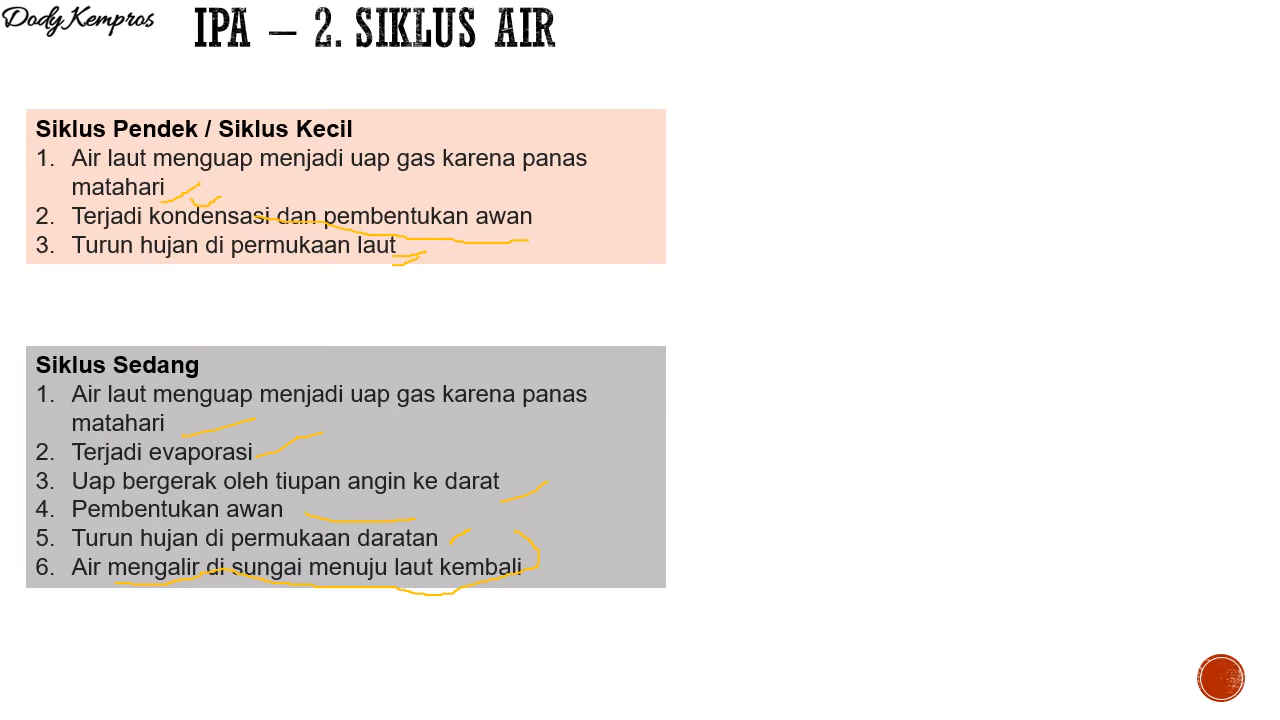 Dody Kempros
IPA – 2. SIKLUS AIR
Siklus Pendek / Siklus Kecil
1. Air laut menguap menjadi uap gas karena panas
matahari
2. Terjadi kondensasi dan pembentukan awan
3. Turun hujan di permukaan laut
Siklus Sedang
1. Air laut menguap menjadi uap gas karena panas
matahari
2. Terjadi evaporasi
3. Uap bergerak oleh tiupan angin ke darat
4. Pembentukan awan
5. Turun hujan di permukaan daratan
6. Air mengalir di sungai menuju laut kembali